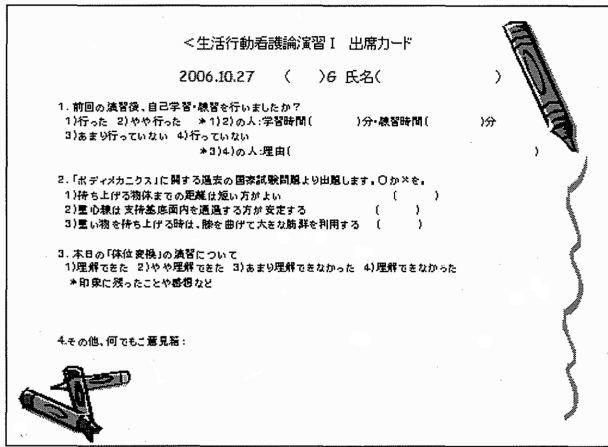 <生活行動看護論演習Ⅰ 出席カード
2006.10.27 ( )G 氏名( )
1.前回の演習後、自己学習・練習を行いましたか?
1)行った 2)やや行った *1)2)の人:学習時間( )分・練習時間( )分
3)あまり行っていない 4)行っていない
*3)4)の人:理由( )
2.「ボディメカニクス」に関する過去の国家試験問題より出題します。○か×を。
1)持ち上げる物体までの距離は短い方がよい ( )
2)重心線は支持基底面内を通過する方が安定する ( )
3)重い物を持ち上げる時は、膝を曲げて大きな筋群を利用する ( )
3.本日の「体位変換」の演習について
1)理解できた 2)やや理解できた 3)あまり理解できなかった 4)理解できなかった
*印象に残ったことや感想など
4.その他、何でもご意見箱: